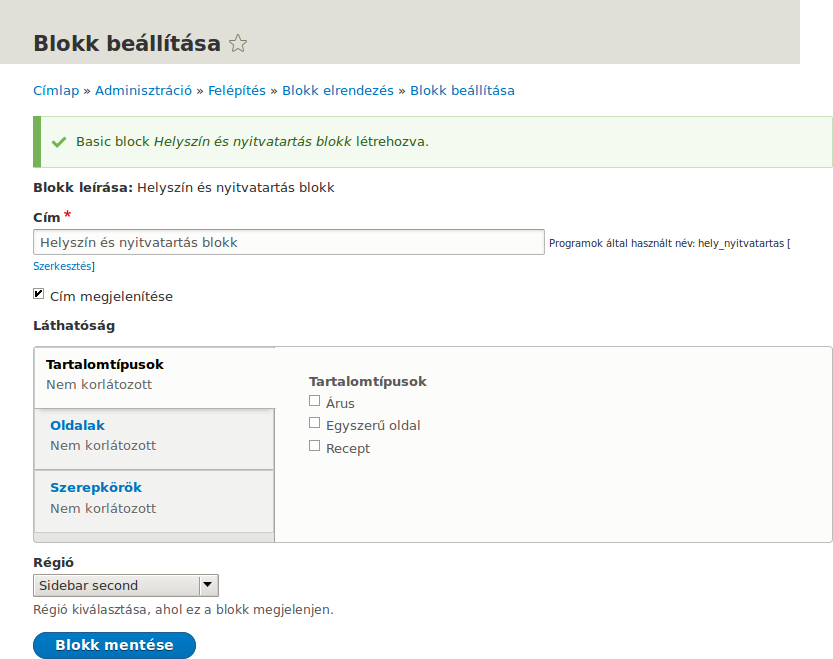 Blokk beállítása
Címlap » Adminisztráció » Felépítés » Blokk elrendezés » Blokk beállítása
Basic block Helyszín és nyitvatartás blokk létrehozva.
Blokk leírása: Helyszín és nyitvatartás blokk
Cím *
Helyszín és nyitvatartás blokk Programok által használt név: hely_nyitvatartas [
Szerkesztés]
Cím megjelenítése
Láthatóság
Tartalomtípusok
Nem korlátozott
Oldalak
Nem korlátozott
Szerepkörök
Nem korlátozott
Tartalomtípusok
Árus
Egyszerű oldal
Recept
Régió
Sidebar second
Régió kiválasztása, ahol ez a blokk megjelenjen.
Blokk mentése